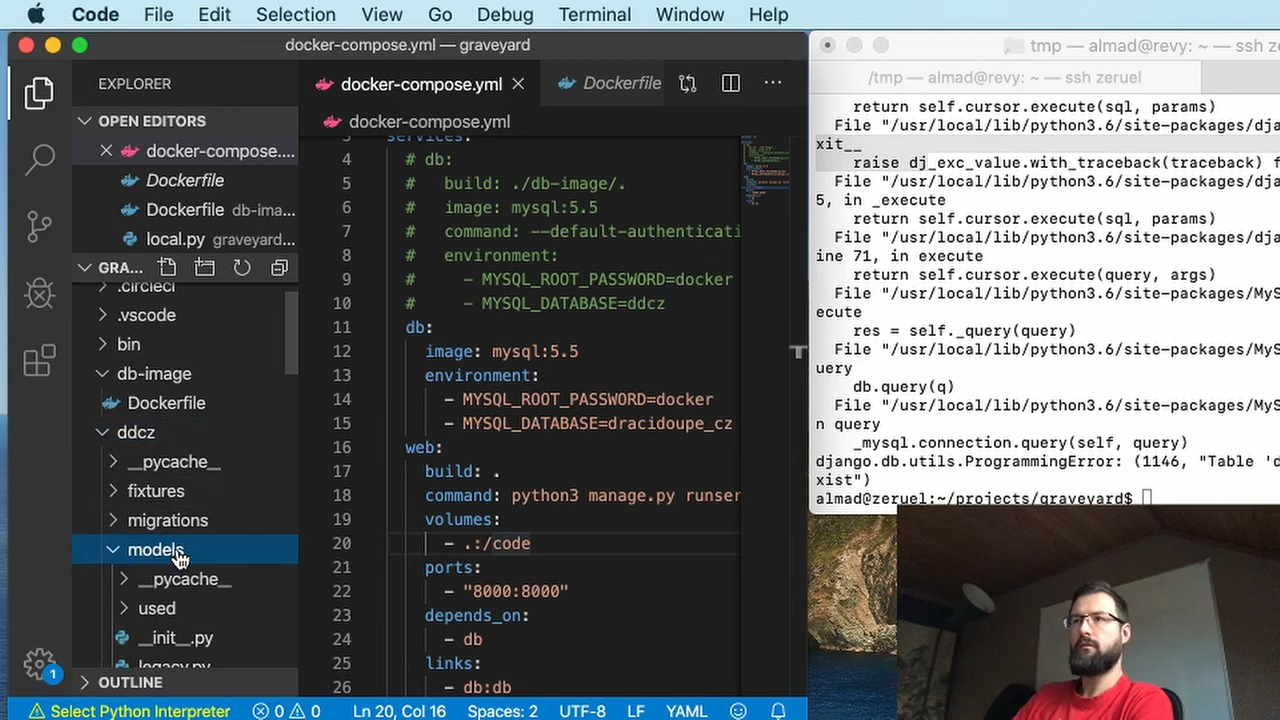 Code File Edit Selection View Go Debug Terminal Window Help
docker-compose.yml — graveyard
EXPLORER
OPEN EDITORS
docker-compose....
Dockerfile
Dockerfile db-ima...
local.py graveyard...
GRA...
.circleci
.vscode
bin
db-image
Dockerfile
ddcz
__pycache__
fixtures
migrations
models
__pycache__
used
__init__.py
legacy.py
OUTLINE
docker-compose.yml
Dockerfile
docker-compose.yml
3 services:
4 # db:
5 #   build: ./db-image/.
6 #   image: mysql:5.5
7 #   command: --default-authenticati
8 #   environment:
9 #     - MYSQL_ROOT_PASSWORD=docker
10 #     - MYSQL_DATABASE=ddcz
11 db:
12 image: mysql:5.5
13 environment:
14 - MYSQL_ROOT_PASSWORD=docker
15 - MYSQL_DATABASE=dracidoupe_cz
16 web:
17 build: .
18 command: python3 manage.py runser
19 volumes:
20 - .:/code
21 ports:
22 - "8000:8000"
23 depends_on:
24 - db
25 links:
26 - db:db
1
Select Python Interpreter 0 0 Ln 20, Col 16 Spaces: 2 UTF-8 LF YAML
tmp — almad@revy: ~ — ssh
/tmp — almad@revy: ~ — ssh zeruel
return self.cursor.execute(sql, params)
File "/usr/local/lib/python3.6/site-packages/dja
xit__
raise dj_exc_value.with_traceback(traceback) f
File "/usr/local/lib/python3.6/site-packages/dja
5, in _execute
return self.cursor.execute(sql, params)
File "/usr/local/lib/python3.6/site-packages/dja
ine 71, in execute
return self.cursor.execute(query, args)
File "/usr/local/lib/python3.6/site-packages/MyS
ecute
res = self._query(query)
File "/usr/local/lib/python3.6/site-packages/MyS
uery
db.query(q)
File "/usr/local/lib/python3.6/site-packages/MyS
n query
_mysql.connection.query(self, query)
django.db.utils.ProgrammingError: (1146, "Table 'd
xist")
almad@zeruel:~/projects/graveyard$